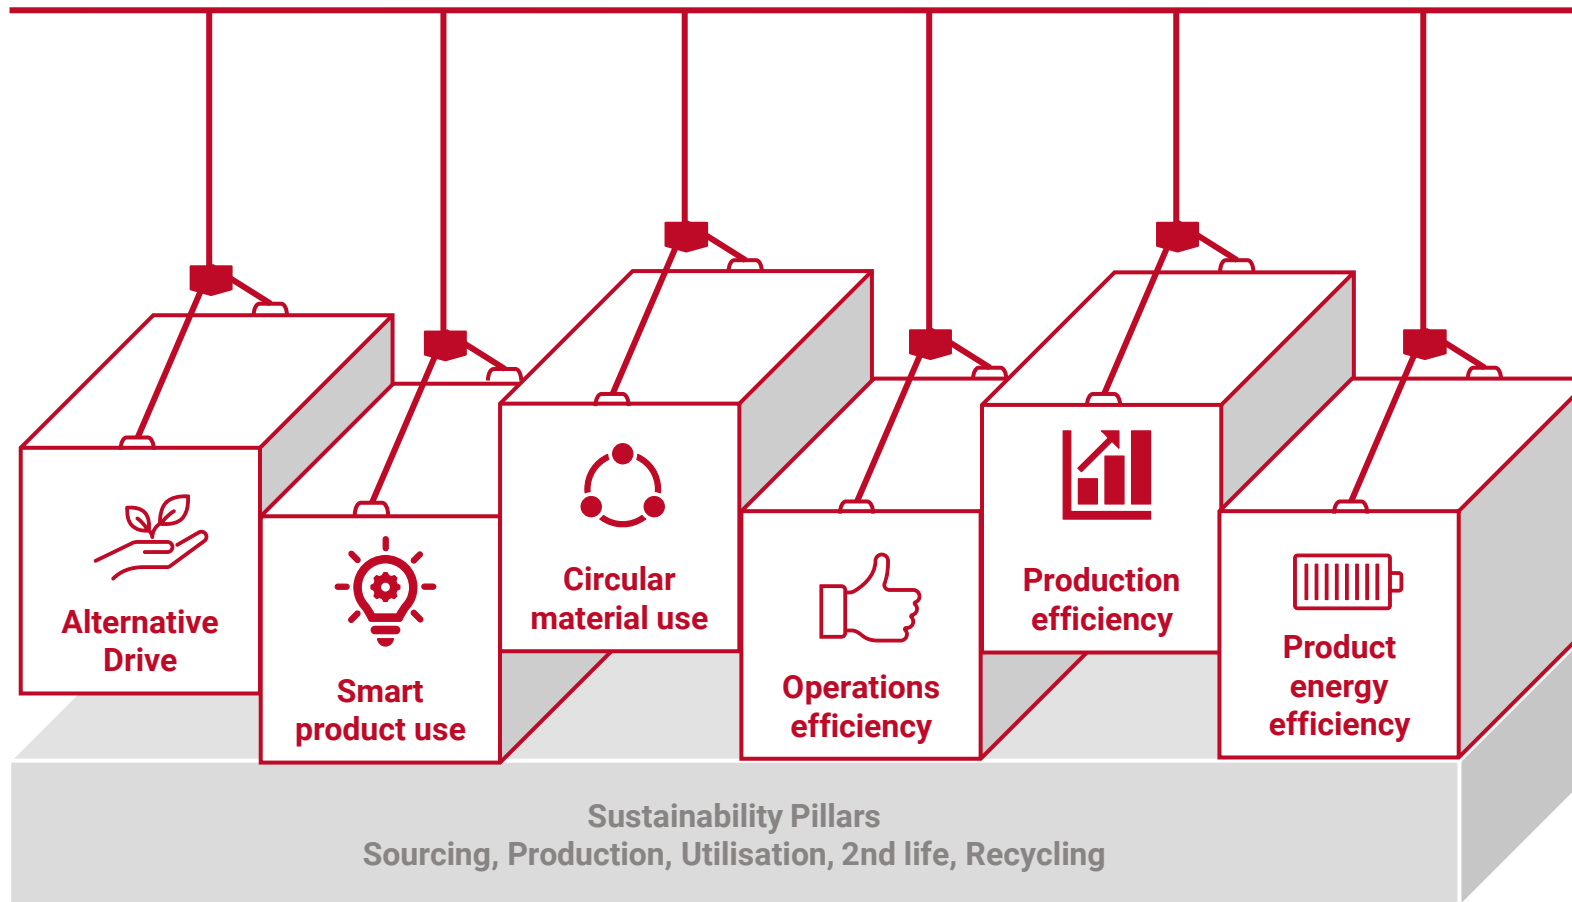 Alternative
Drive
Smart
product use
Circular
material use
Operations
efficiency
Production
efficiency
Product
energy
efficiency
Sustainability Pillars
Sourcing, Production, Utilisation, 2nd life, Recycling